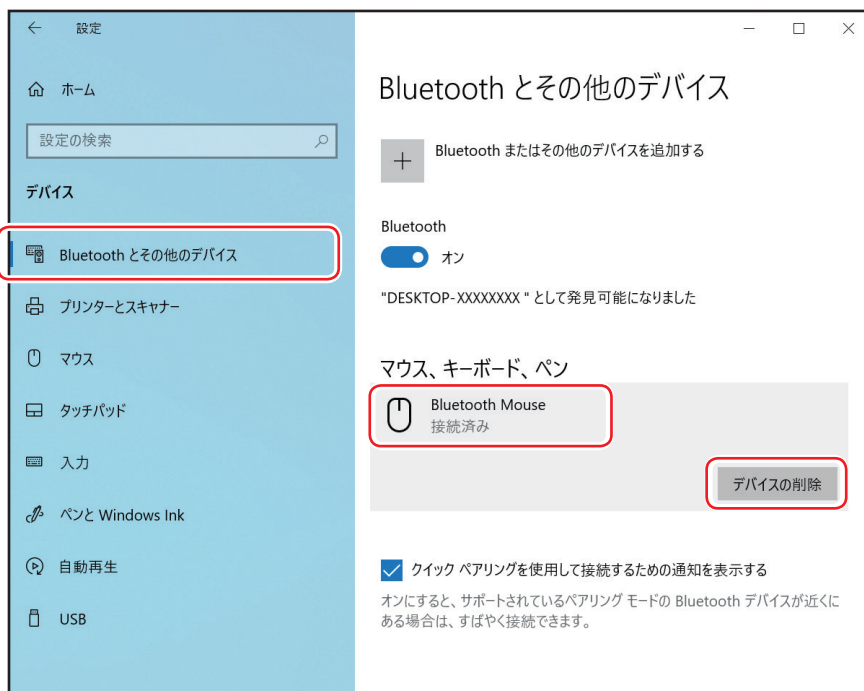 設定
ホーム
設定の検索
デバイス
Bluetooth とその他のデバイス
プリンターとスキャナー
マウス
タッチパッド
入力
ペンと Windows Ink
自動再生
USB
Bluetooth とその他のデバイス
Bluetooth またはその他のデバイスを追加する
Bluetooth
オン
"DESKTOP-XXXXXXXX " として発見可能になりました
マウス、キーボード、ペン
Bluetooth Mouse
接続済み
デバイスの削除
クイック ペアリングを使用して接続するための通知を表示する
オンにすると、サポートされているペアリング モードの Bluetooth デバイスが近くに
ある場合は、すばやく接続できます。